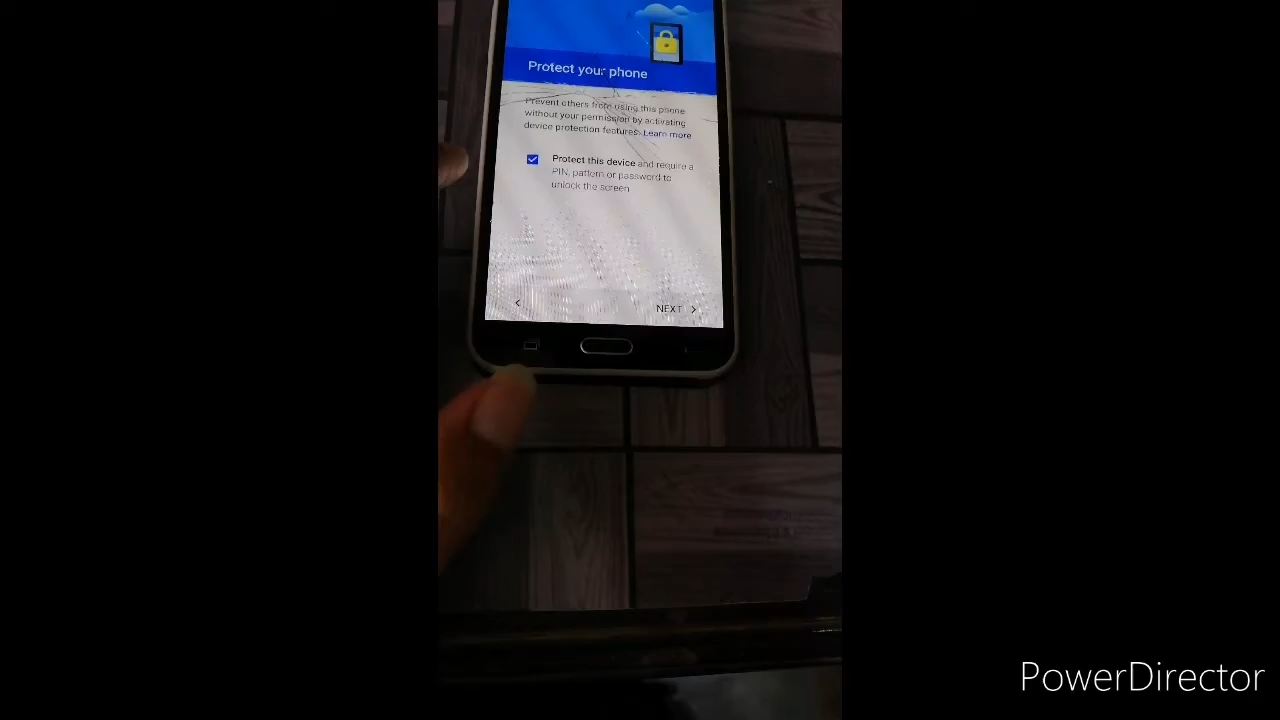 Protect your phone
Prevent others from using this phone
without your permission by activating
device protection features. Learn more
Protect this device and require a
PIN, pattern or password to
unlock the screen
NEXT
PowerDirector